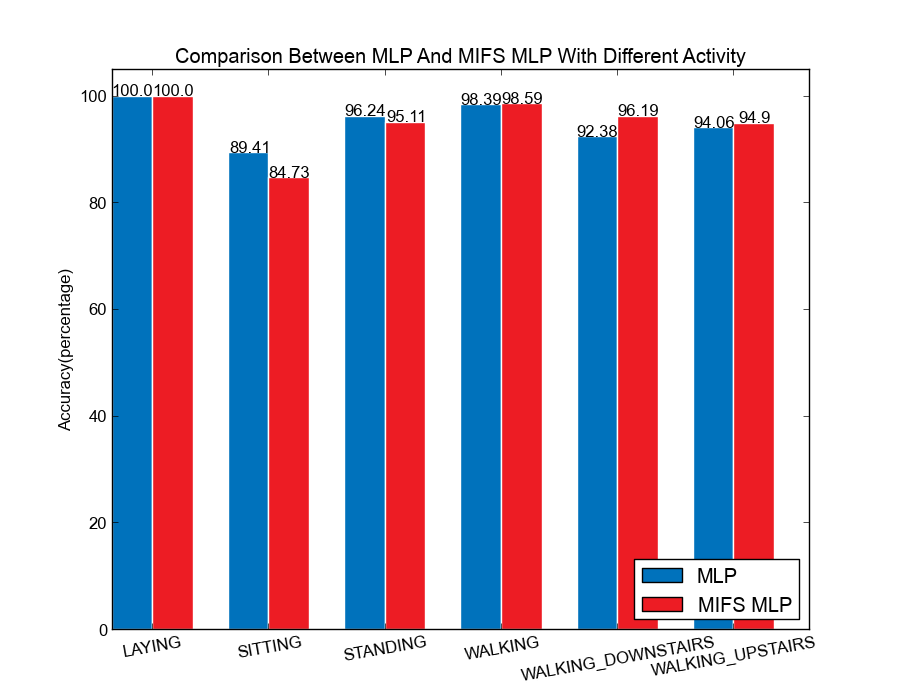 Comparison Between MLP And MIFS MLP With Different Activity
100.0 100.0
89.41
84.73
96.24
95.11
98.39 98.59
92.38
96.19
94.06 94.9
100
80
60
40
20
0
Accuracy(percentage)
MLP
MIFS MLP
LAYING
SITTING
STANDING
WALKING
WALKING_DOWNSTAIRS
WALKING_UPSTAIRS